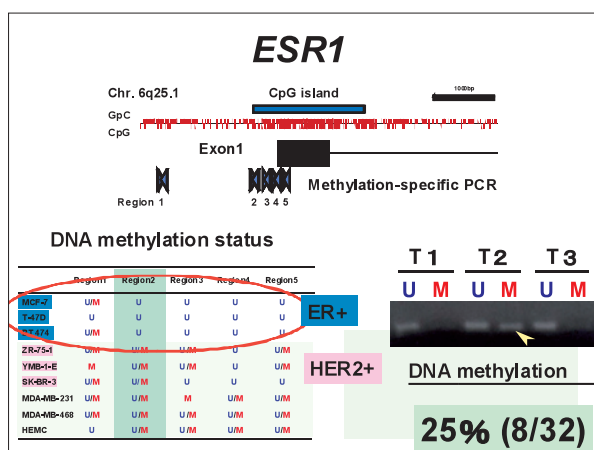 ESR1
1000bp
Chr. 6q25.1
CpG island
GpC
CpG
Exon1
Region 1 2 3 4 5
Methylation-specific PCR
DNA methylation status
Region1 Region2 Region3 Region4 Region5
MCF-7 U/M U U U U
T-47D U U U U U
BT474 U/M U U U U
ZR-75-1 U/M U/M U/M U U/M
YMB-1-E M U/M U/M U/M U/M
SK-BR-3 U/M U/M U U U
MDA-MB-231 U/M U/M M U/M U/M
MDA-MB-468 U/M U/M U/M U/M U/M
HEMC U U/M U/M U/M U/M
ER+
HER2+
T1 T2 T3
U M U M U M
DNA methylation
25% (8/32)